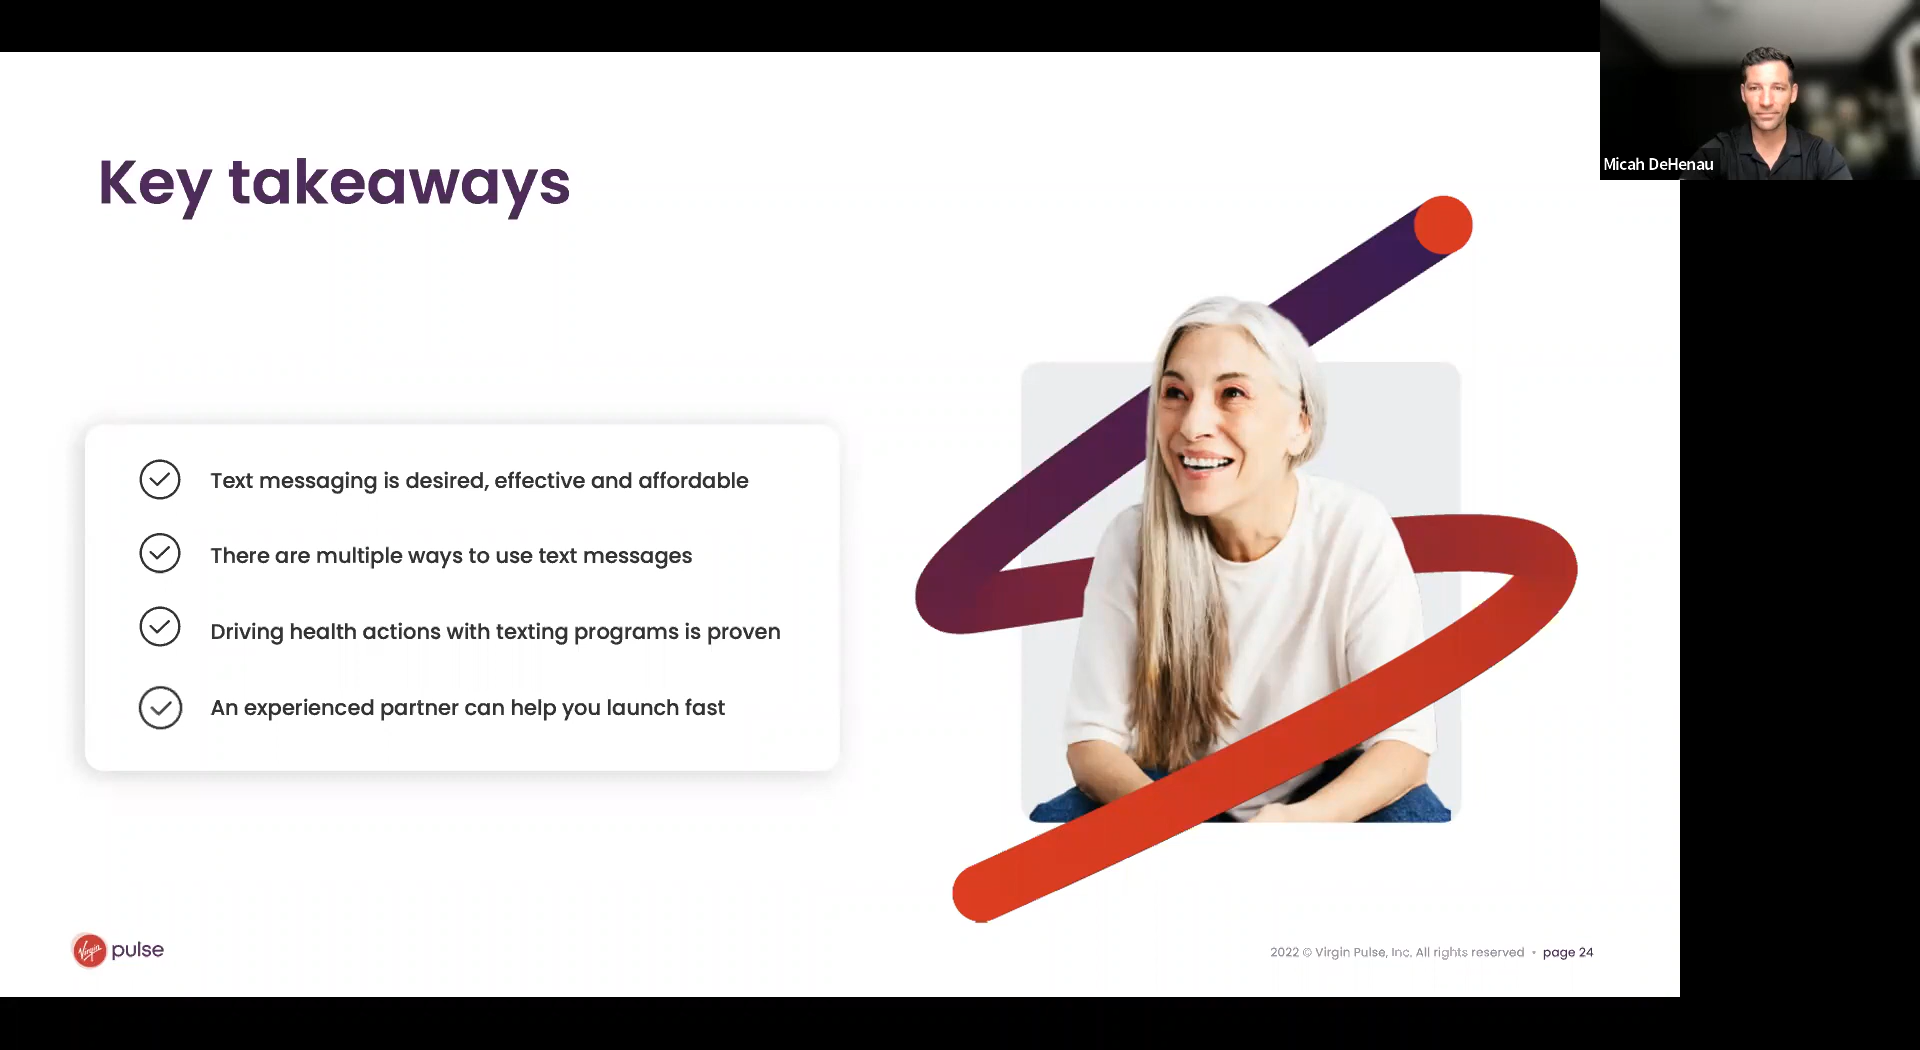 Micah DeHenau
Key takeaways
Text messaging is desired, effective and affordable
There are multiple ways to use text messages
Driving health actions with texting programs is proven
An experienced partner can help you launch fast
Virgin pulse
2022 © Virgin Pulse, Inc. All rights reserved • page 24